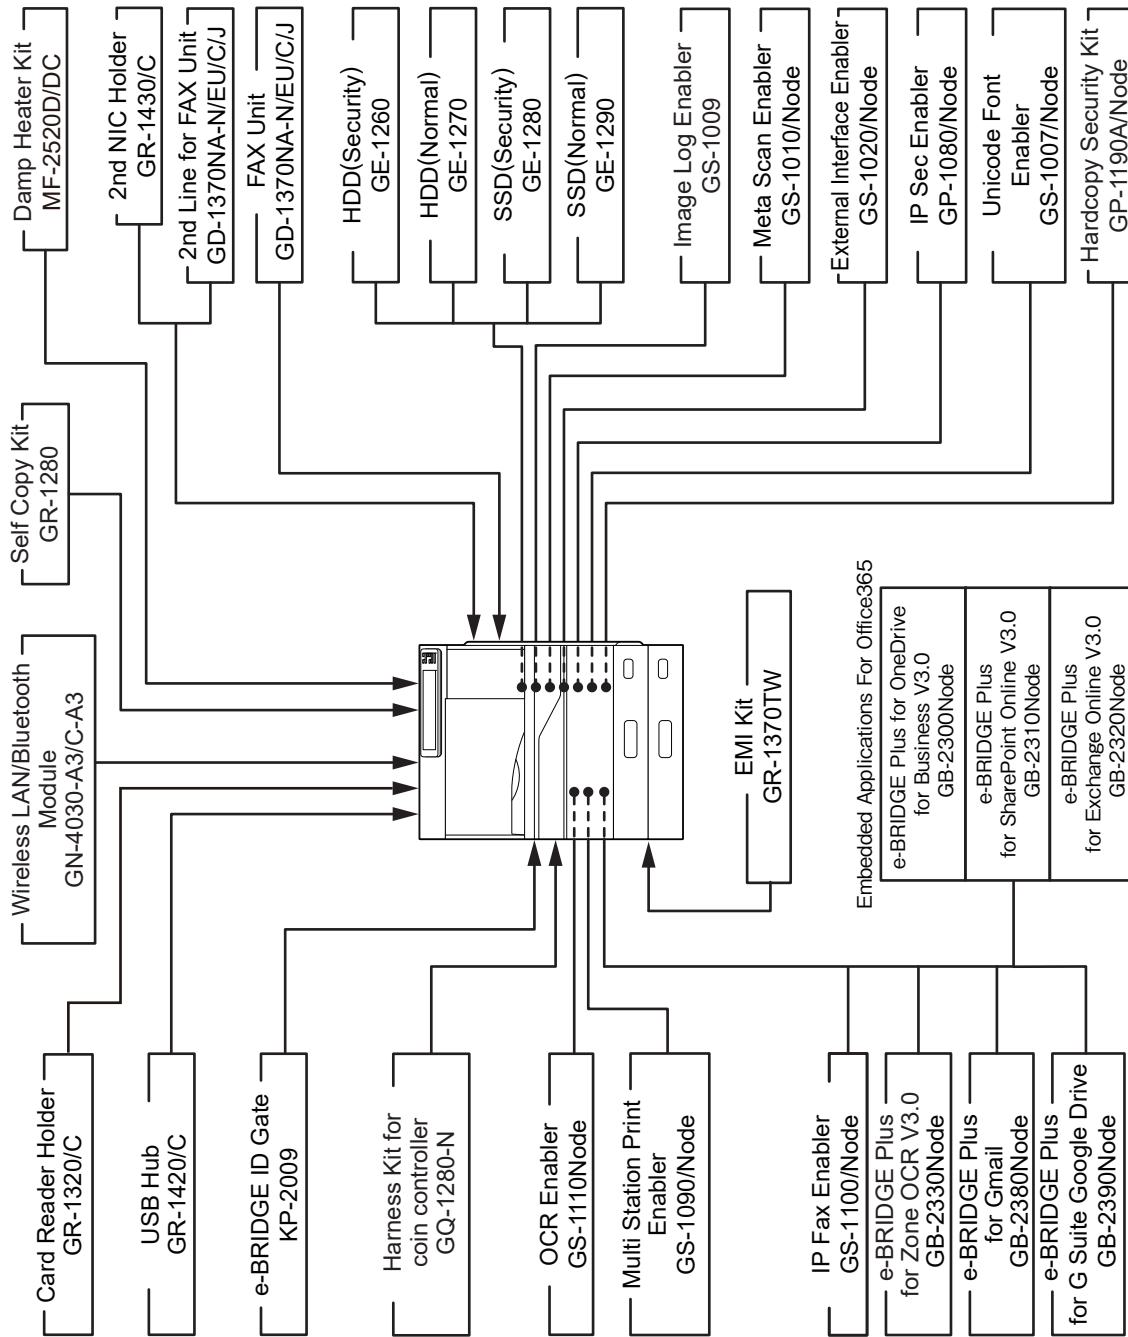 Wireless LAN/Bluetooth
Module
GN-4030-A3/C-A3
Self Copy Kit
GR-1280
Damp Heater Kit
MF-2520D/DC
Card Reader Holder
GR-1320/C
2nd NIC Holder
GR-1430/C
USB Hub
GR-1420/C
2nd Line for FAX Unit
GD-1370NA-N/EU/C/J
e-BRIDGE ID Gate
KP-2009
FAX Unit
GD-1370NA-N/EU/C/J
Harness Kit for
coin controller
GQ-1280-N
HDD(Security)
GE-1260
HDD(Normal)
GE-1270
SSD(Security)
GE-1280
SSD(Normal)
GE-1290
OCR Enabler
GS-1110Node
Multi Station Print
Enabler
GS-1090/Node
Image Log Enabler
GS-1009
EMI Kit
GR-1370TW
Meta Scan Enabler
GS-1010/Node
External Interface Enabler
GS-1020/Node
IP Fax Enabler
GS-1100/Node
e-BRIDGE Plus
for Zone OCR V3.0
GB-2330Node
e-BRIDGE Plus
for Gmail
GB-2380Node
e-BRIDGE Plus
for G Suite Google Drive
GB-2390Node
Embedded Applications For Office365
e-BRIDGE Plus for OneDrive
for Business V3.0
GB-2300Node
e-BRIDGE Plus
for SharePoint Online V3.0
GB-2310Node
e-BRIDGE Plus
for Exchange Online V3.0
GB-2320Node
IP Sec Enabler
GP-1080/Node
Unicode Font
Enabler
GS-1007/Node
Hardcopy Security Kit
GP-1190A/Node